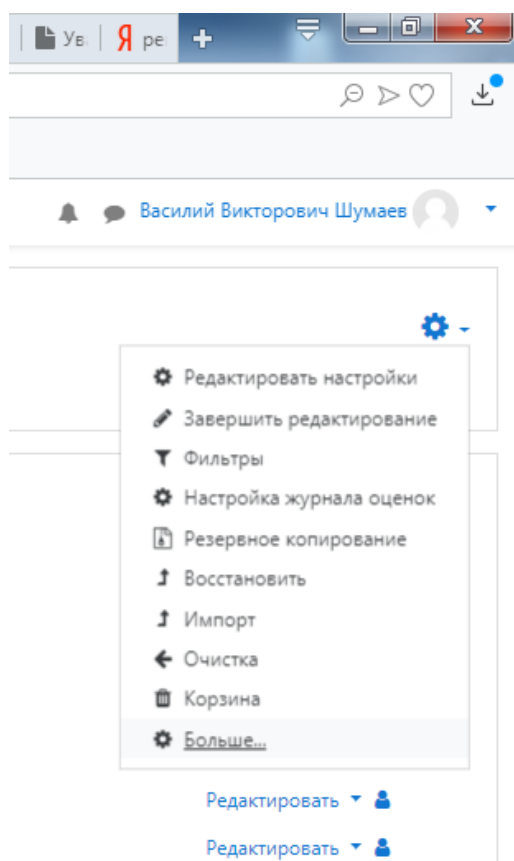 Ув. Я ре
Василий Викторович Шумаев
Редактировать настройки
Завершить редактирование
Фильтры
Настройка журнала оценок
Резервное копирование
Восстановить
Импорт
Очистка
Корзина
Больше...
Редактировать
Редактировать